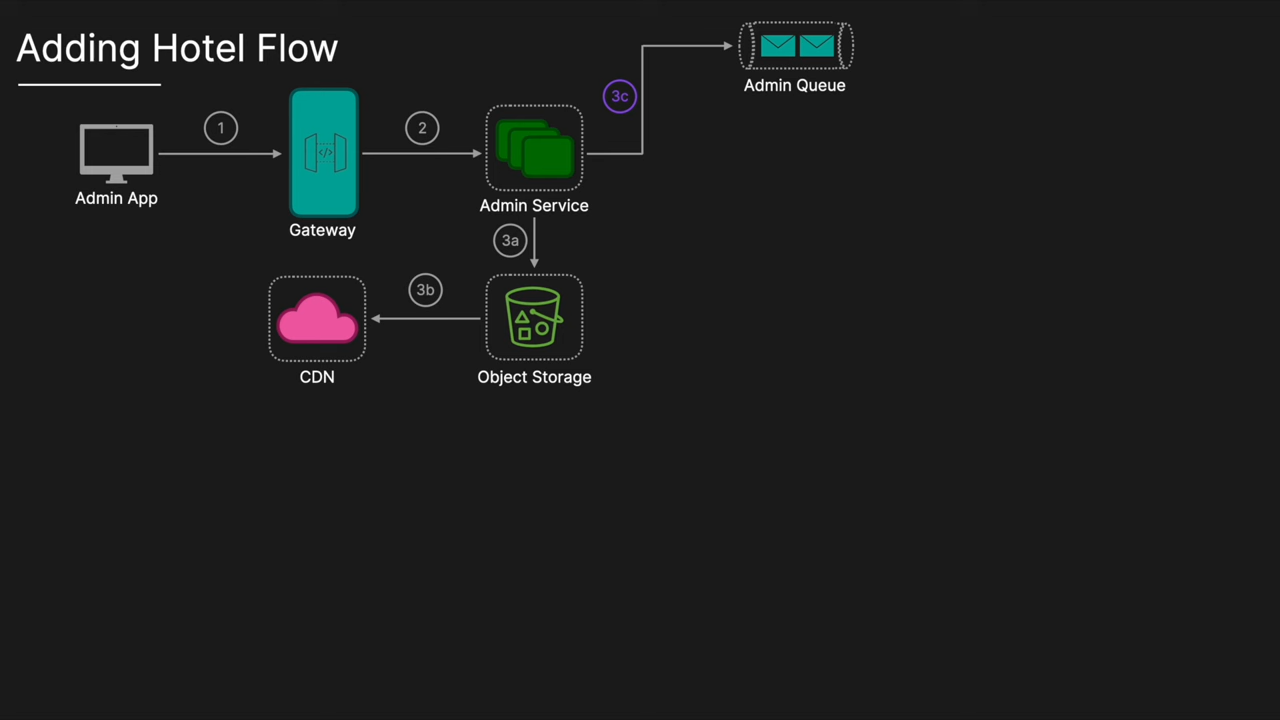 Adding Hotel Flow
Admin Queue
3c
1
2
</>
Admin App
Gateway
Admin Service
3a
3b
CDN
Object Storage